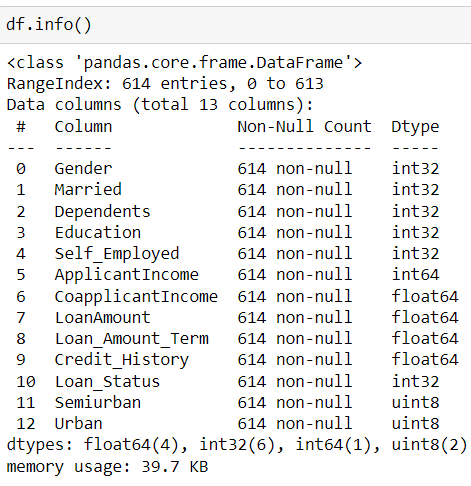 df.info()
<class 'pandas.core.frame.DataFrame'>
RangeIndex: 614 entries, 0 to 613
Data columns (total 13 columns):
 #   Column             Non-Null Count  Dtype
---  ------             --------------  -----
 0   Gender             614 non-null    int32
 1   Married            614 non-null    int32
 2   Dependents         614 non-null    int32
 3   Education          614 non-null    int32
 4   Self_Employed      614 non-null    int32
 5   ApplicantIncome    614 non-null    int64
 6   CoapplicantIncome  614 non-null    float64
 7   LoanAmount         614 non-null    float64
 8   Loan_Amount_Term   614 non-null    float64
 9   Credit_History     614 non-null    float64
 10  Loan_Status        614 non-null    int32
 11  Semiurban          614 non-null    uint8
 12  Urban              614 non-null    uint8
dtypes: float64(4), int32(6), int64(1), uint8(2)
memory usage: 39.7 KB